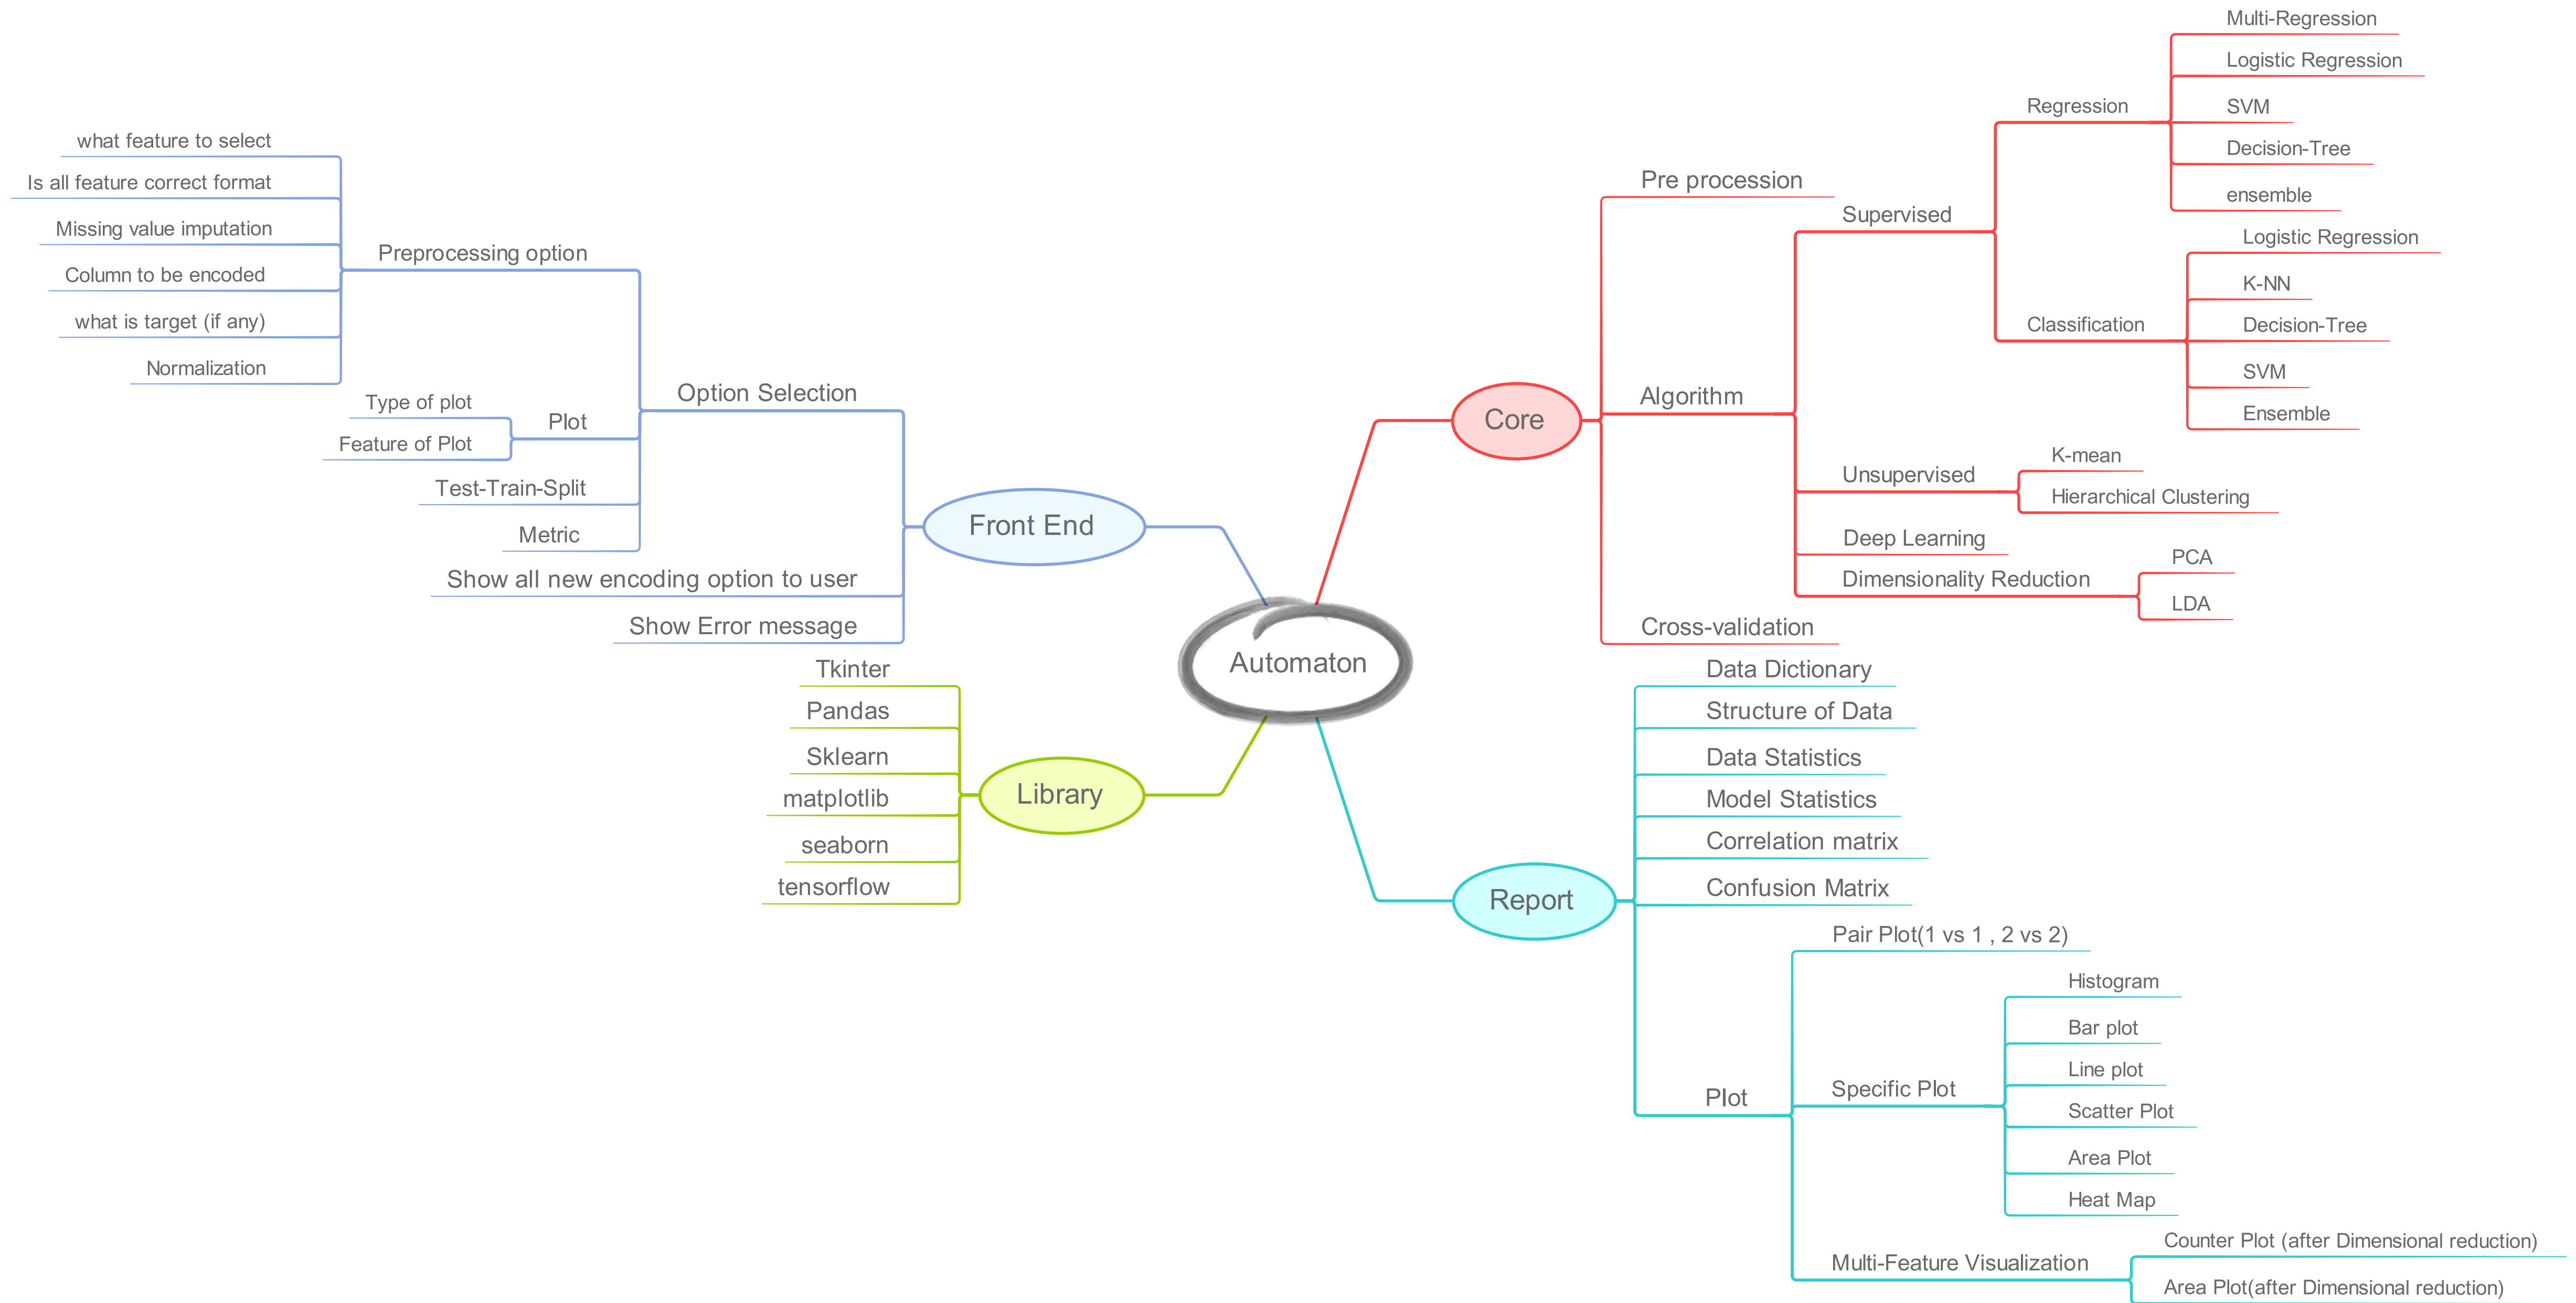 Automaton
Core
Pre procession
Algorithm
Supervised
Regression
Multi-Regression
Logistic Regression
SVM
Decision-Tree
ensemble
Classification
Logistic Regression
K-NN
Decision-Tree
SVM
Ensemble
Unsupervised
K-mean
Hierarchical Clustering
Deep Learning
Dimensionality Reduction
PCA
LDA
Cross-validation
Report
Data Dictionary
Structure of Data
Data Statistics
Model Statistics
Correlation matrix
Confusion Matrix
Plot
Pair Plot(1 vs 1 , 2 vs 2)
Specific Plot
Histogram
Bar plot
Line plot
Scatter Plot
Area Plot
Heat Map
Multi-Feature Visualization
Counter Plot (after Dimensional reduction)
Area Plot(after Dimensional reduction)
Front End
Option Selection
Preprocessing option
what feature to select
Is all feature correct format
Missing value imputation
Column to be encoded
what is target (if any)
Normalization
Plot
Type of plot
Feature of Plot
Test-Train-Split
Metric
Show all new encoding option to user
Show Error message
Library
Tkinter
Pandas
Sklearn
matplotlib
seaborn
tensorflow